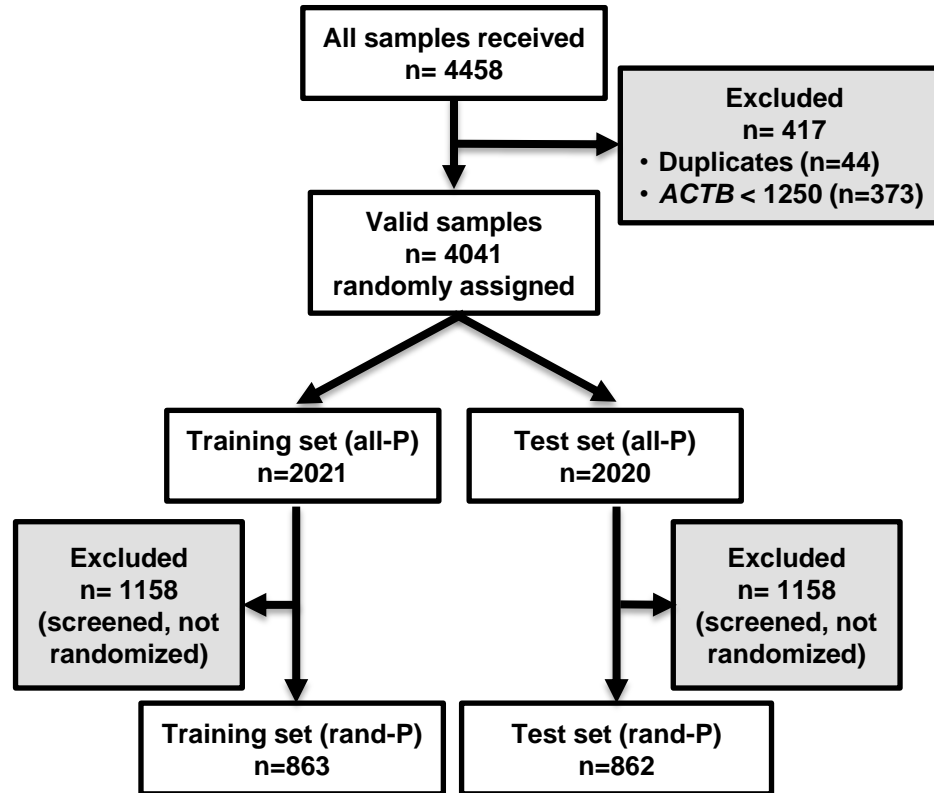 All samples received
n= 4458
Excluded
n= 417
• Duplicates (n=44)
• ACTB < 1250 (n=373)
Valid samples
n= 4041
randomly assigned
Training set (all-P)
n=2021
Test set (all-P)
n=2020
Excluded
n= 1158
(screened, not
randomized)
Excluded
n= 1158
(screened, not
randomized)
Training set (rand-P)
n=863
Test set (rand-P)
n=862